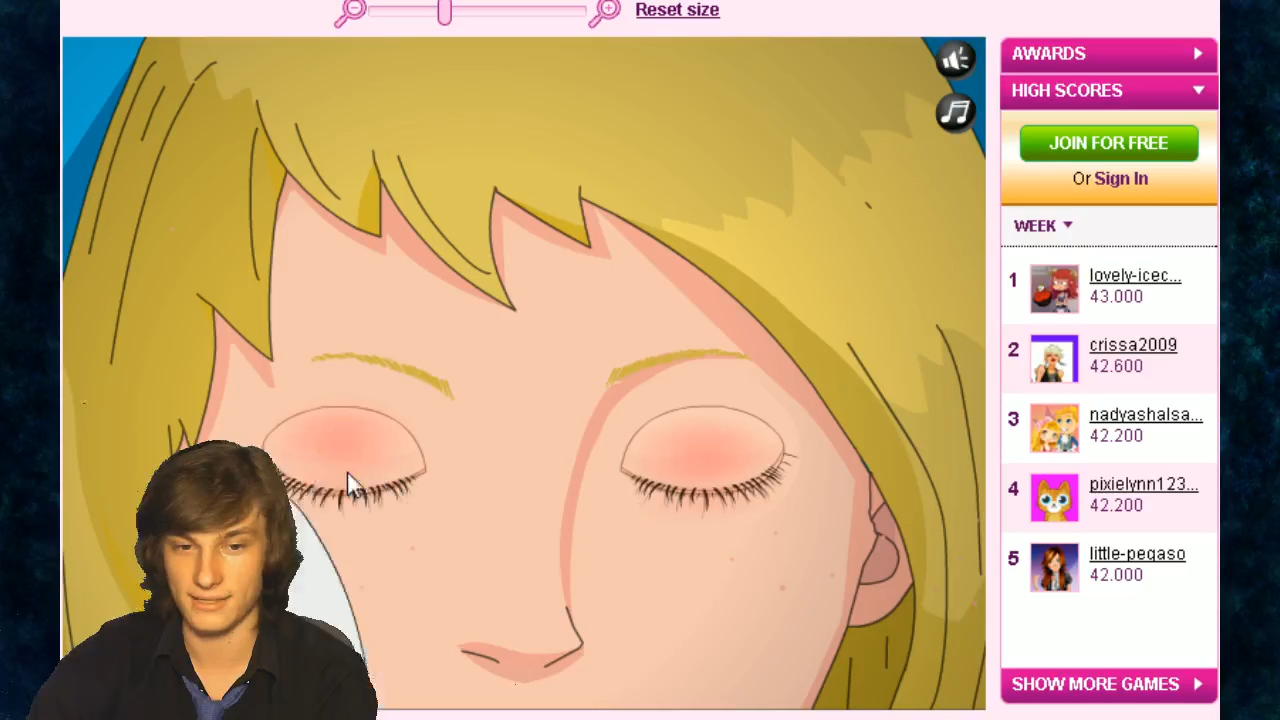 Reset size
AWARDS
HIGH SCORES
JOIN FOR FREE
Or Sign In
WEEK
1
lovely-icec...
43.000
2
crissa2009
42.600
3
nadyashalsa...
42.200
4
pixielynn123...
42.200
5
little-pegaso
42.000
SHOW MORE GAMES